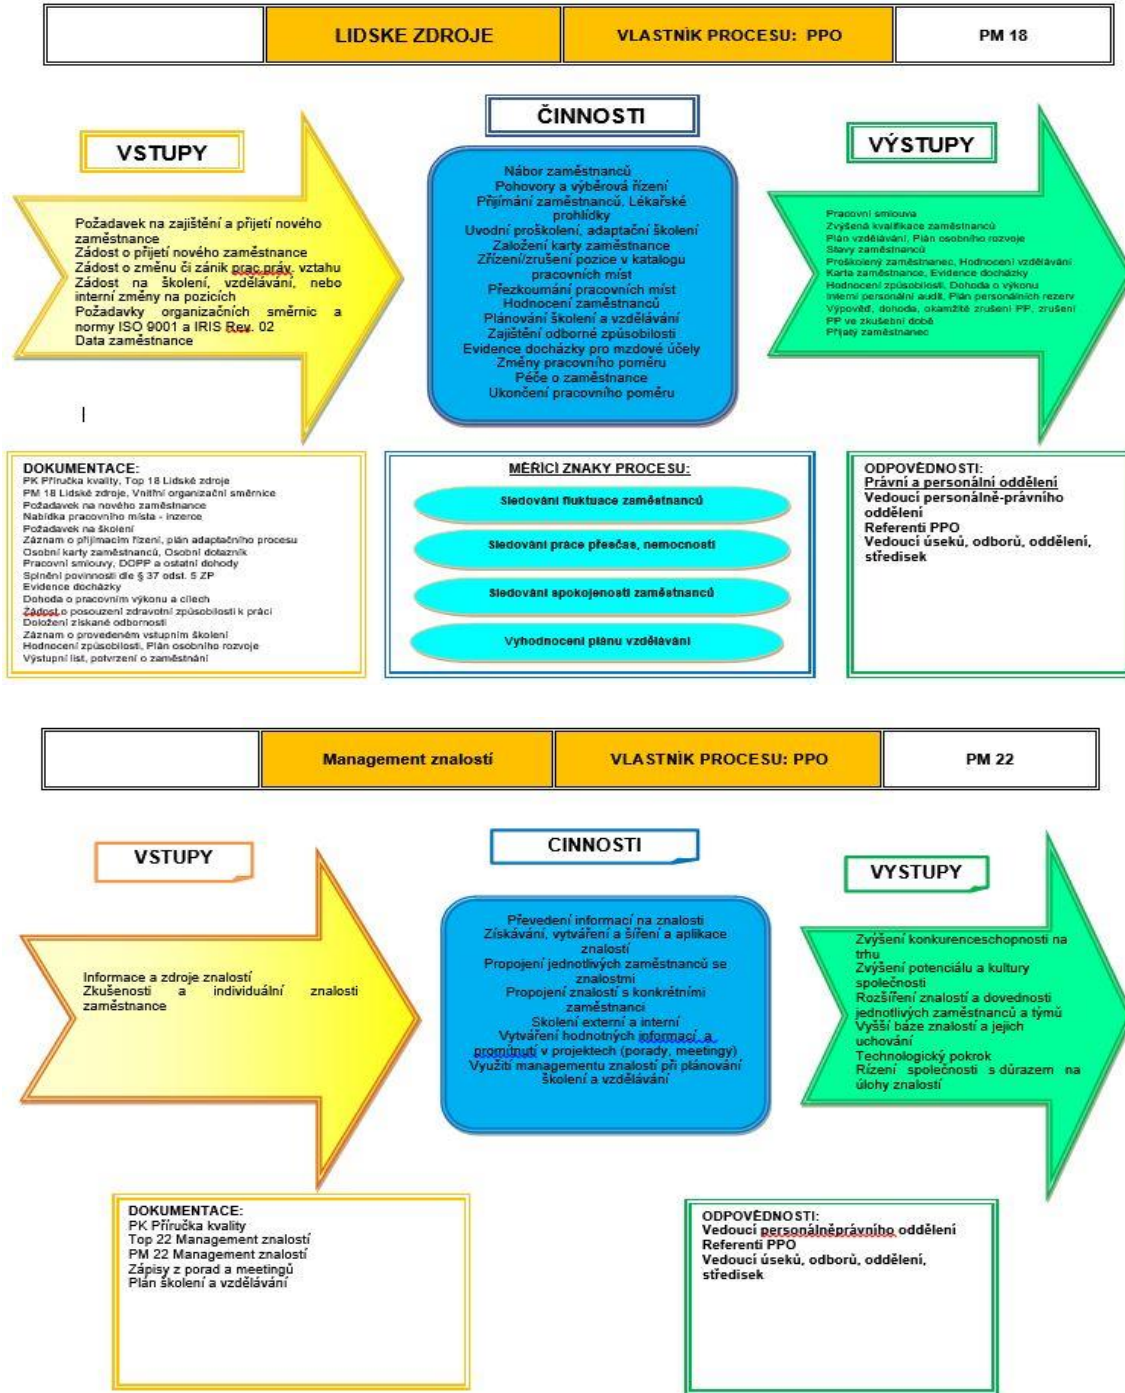 LIDSKE ZDROJE
VLASTNÍK PROCESU: PPO
PM 18
VSTUPY
ČINNOSTI
VÝSTUPY
Požadavek na zajištění a přijetí nového
zaměstnance
Zádost o přijetí nového zaměstnance
Zádost o změnu či zánik prac.práv. vztahu
Zádost na školení, vzdělávání, nebo
interní změny na pozicích
Požadavky organizačních směrnic a
normy ISO 9001 a IRIS Rev. 02
Data zaměstnance
Nábor zaměstnanců
Pohovory a výběrová řízení
Přijímání zaměstnanců, Lékařské
prohlídky
Uvodní proškolení, adaptační školení
Založení karty zaměstnance
Zřízení/zrušení pozice v katalogu
pracovních míst
Přezkoumání pracovních míst
Hodnocení zaměstnanců
Plánování školení a vzdělávání
Zajištění odborné způsobilosti
Evidence docházky pro mzdové účely
Změny pracovního poměru
Péče o zaměstnance
Ukončení pracovního poměru
Pracovní smlouva
Zvýšená kvalifikace zaměstnanců
Plán vzdělávání, Plán osobního rozvoje
Stavy zaměstnanců
Proškolený zaměstnanec, Hodnocení vzdělávání
Karta zaměstnance, Evidence docházky
Hodnocení způsobilosti, Dohoda o výkonu
Interní personální audit, Plán personálních rezerv
Výpověď, dohoda, okamžité zrušení PP, zrušení
PP ve zkušební době
Přijatý zaměstnanec
DOKUMENTACE:
PK Příručka kvality, Top 18 Lidské zdroje
PM 18 Lidské zdroje, Vnitřní organizační směrnice
Požadavek na nového zaměstnance
Nabídka pracovního místa - inzerce
Požadavek na školení
Záznam o přijímacím řízení, plán adaptačního procesu
Osobní karty zaměstnanců, Osobní dotazník
Pracovní smlouvy, DOPP a ostatní dohody
Splnění povinnosti dle § 37 odst. 5 ZP
Evidence docházky
Dohoda o pracovním výkonu a cílech
Žádost o posouzení zdravotní způsobilosti k práci
Doložení získané odbornosti
Záznam o provedeném vstupním školení
Hodnocení způsobilosti, Plán osobního rozvoje
Výstupní list, potvrzení o zaměstnání
MĚŘÍCÍ ZNAKY PROCESU:
Sledování fluktuace zaměstnanců
Sledování práce přesčas, nemocnosti
Sledování spokojenosti zaměstnanců
Vyhodnocení plánu vzdělávání
ODPOVĚDNOSTI:
Právní a personální oddělení
Vedoucí personálně-právního
oddělení
Referenti PPO
Vedoucí úseků, odborů, oddělení,
středisek
Management znalostí
VLASTNÍK PROCESU: PPO
PM 22
VSTUPY
CINNOSTI
VYSTUPY
Informace a zdroje znalostí
Zkušenosti a individuální znalosti
zaměstnance
Převedení informací na znalosti
Získávání, vytváření a šíření a aplikace
znalostí
Propojení jednotlivých zaměstnanců se
znalostmi
Propojení znalostí s konkrétními
zaměstnanci
Skolení externí a interní
Vytváření hodnotných informací a
promítnutí v projektech (porady, meetingy)
Využití managementu znalostí při plánování
školení a vzdělávání
Zvýšení konkurenceschopnosti na
trhu
Zvýšení potenciálu a kultury
společnosti
Rozšíření znalostí a dovedností
jednotlivých zaměstnanců a týmů
Vyšší báze znalostí a jejich
uchování
Technologický pokrok
Rízení společnosti s důrazem na
úlohy znalostí
DOKUMENTACE:
PK Příručka kvality
Top 22 Management znalostí
PM 22 Management znalostí
Zápisy z porad a meetingů
Plán školení a vzdělávání
ODPOVĚDNOSTI:
Vedoucí personálněprávního oddělení
Referenti PPO
Vedoucí úseků, odborů, oddělení,
středisek